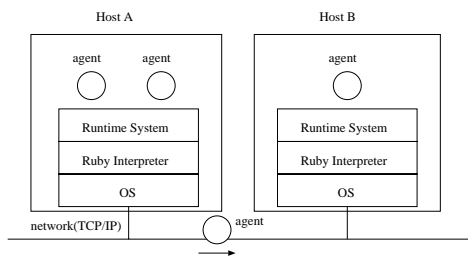 Host A
Host B
agent
agent
agent
Runtime System
Runtime System
Ruby Interpreter
Ruby Interpreter
OS
OS
network(TCP/IP)
agent